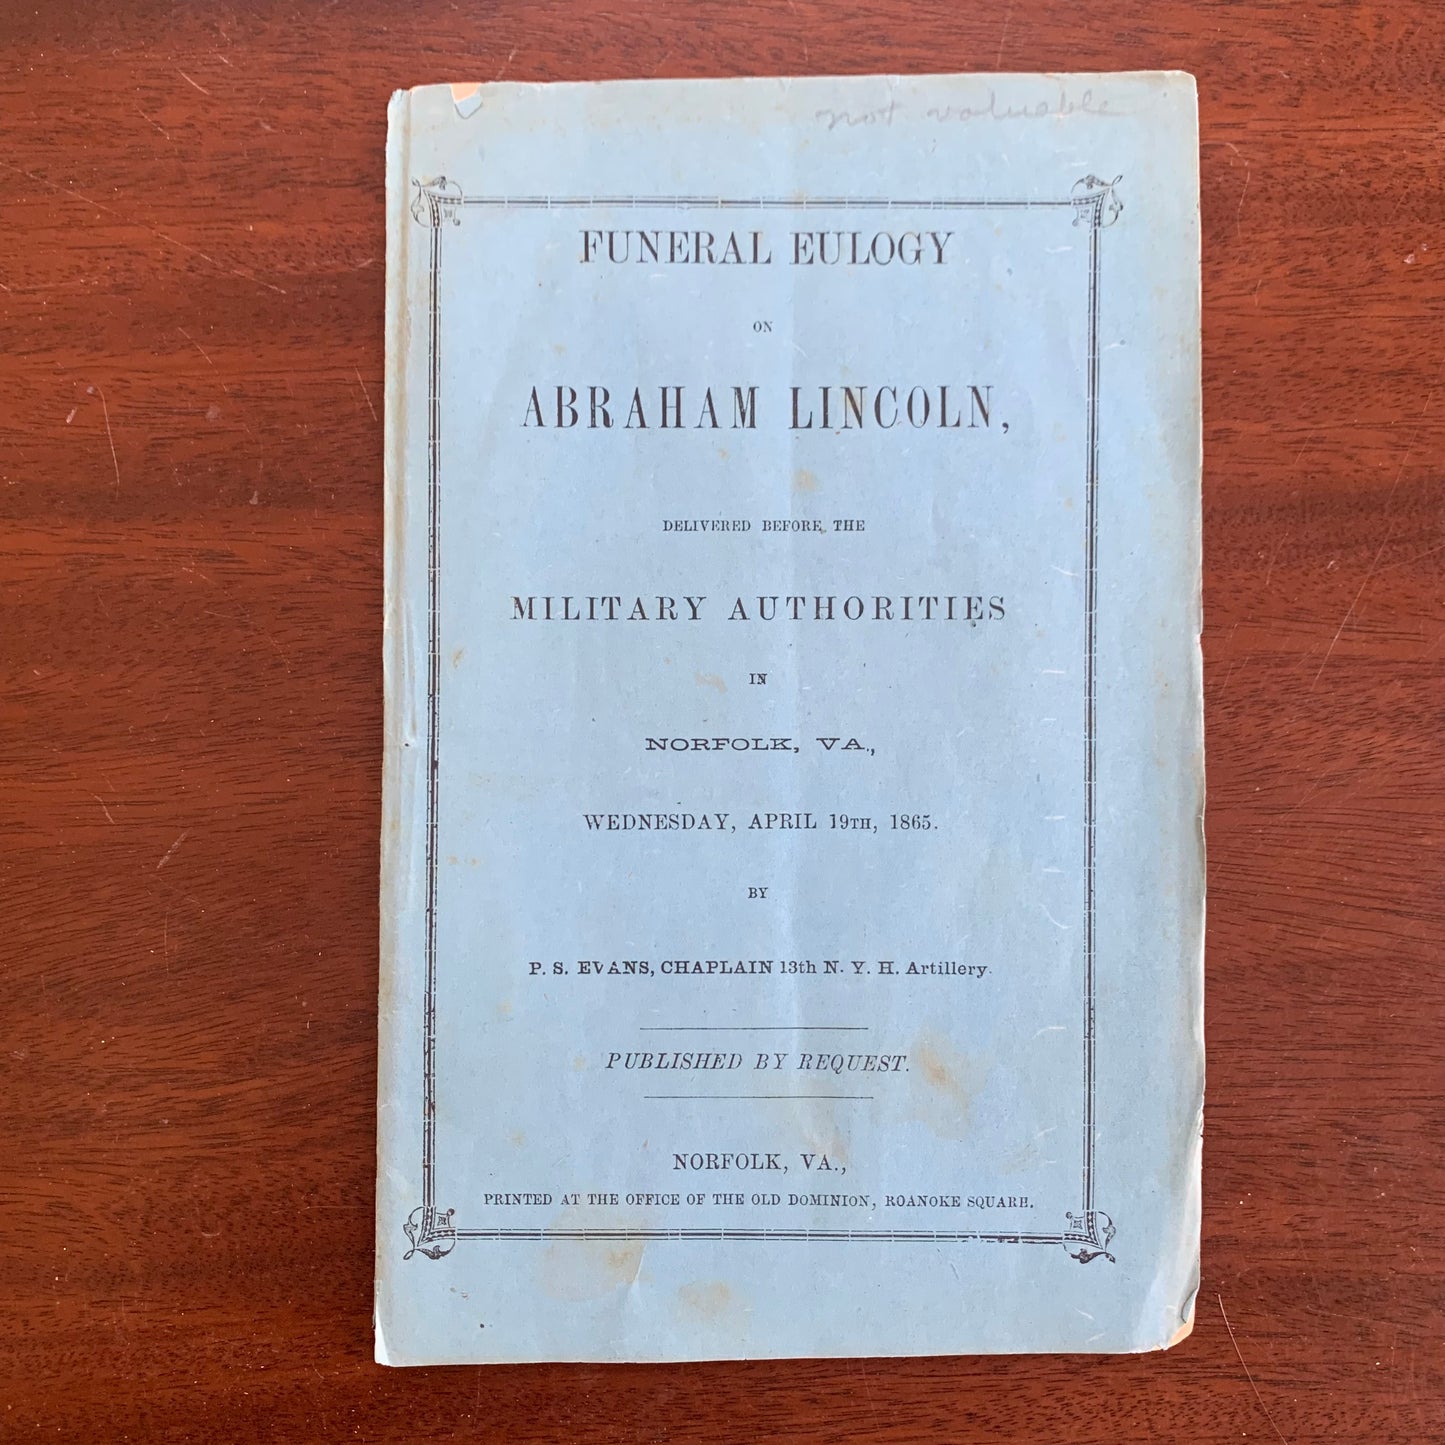 not valuable
FUNERAL EULOGY
ON
ABRAHAM LINCOLN,
DELIVERED BEFORE THE
MILITARY AUTHORITIES
IN
NORFOLK, VA.,
WEDNESDAY, APRIL 19TH, 1865.
BY
P. S. EVANS, CHAPLAIN 13th N. Y. H. Artillery.
PUBLISHED BY REQUEST.
NORFOLK, VA.,
PRINTED AT THE OFFICE OF THE OLD DOMINION, ROANOKE SQUARE.